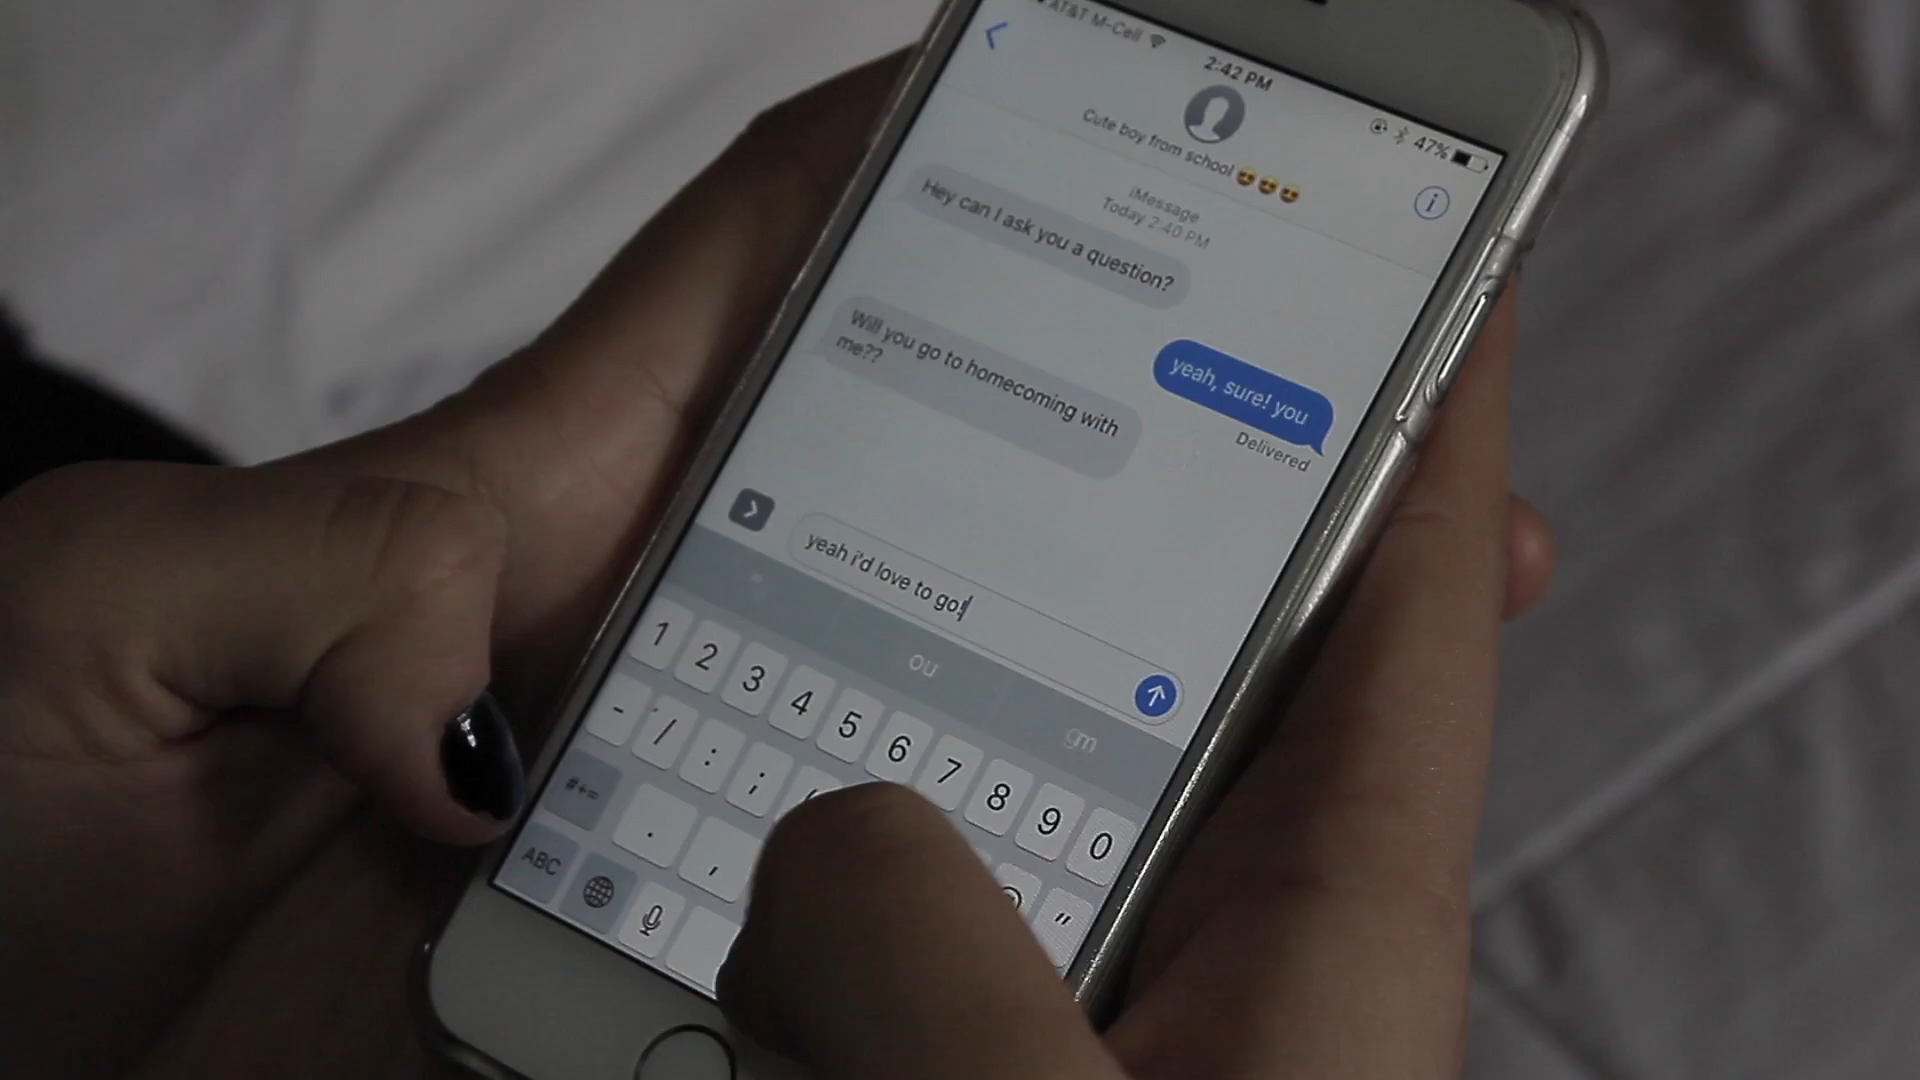 AT&T M-Cell
2:42 PM
47%
Cute boy from school 😍😍😍
iMessage
Today 2:40 PM
Hey can I ask you a question?
yeah, sure! you
Delivered
Will you go to homecoming with
me??
yeah i'd love to go!
ou
gm
1 2 3 4 5 6 7 8 9 0
- / : ; ( "
#+= . ,
ABC